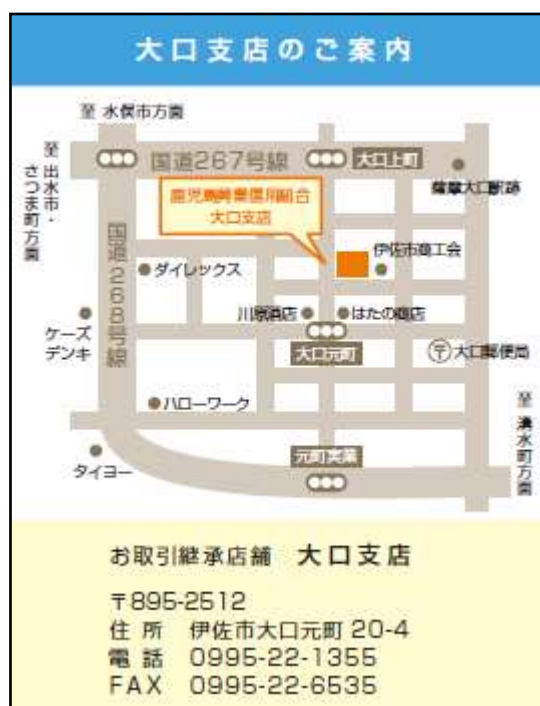 大口支店のご案内
至 水俣市方面
至 出水市・
さつま町方面
国道267号線
大口上町
薩摩大口駅跡
鹿児島興業信用組合
大口支店
国道268号線
ダイレックス
伊佐市商工会
川原酒店
はたの商店
ケーズ
デンキ
大口元町
〒大口郵便局
ハローワーク
至 湧水町方面
タイヨー
元町実業
お取引継承店舗 大口支店
〒895-2512
住 所 伊佐市大口元町 20-4
電 話 0995-22-1355
FAX 0995-22-6535